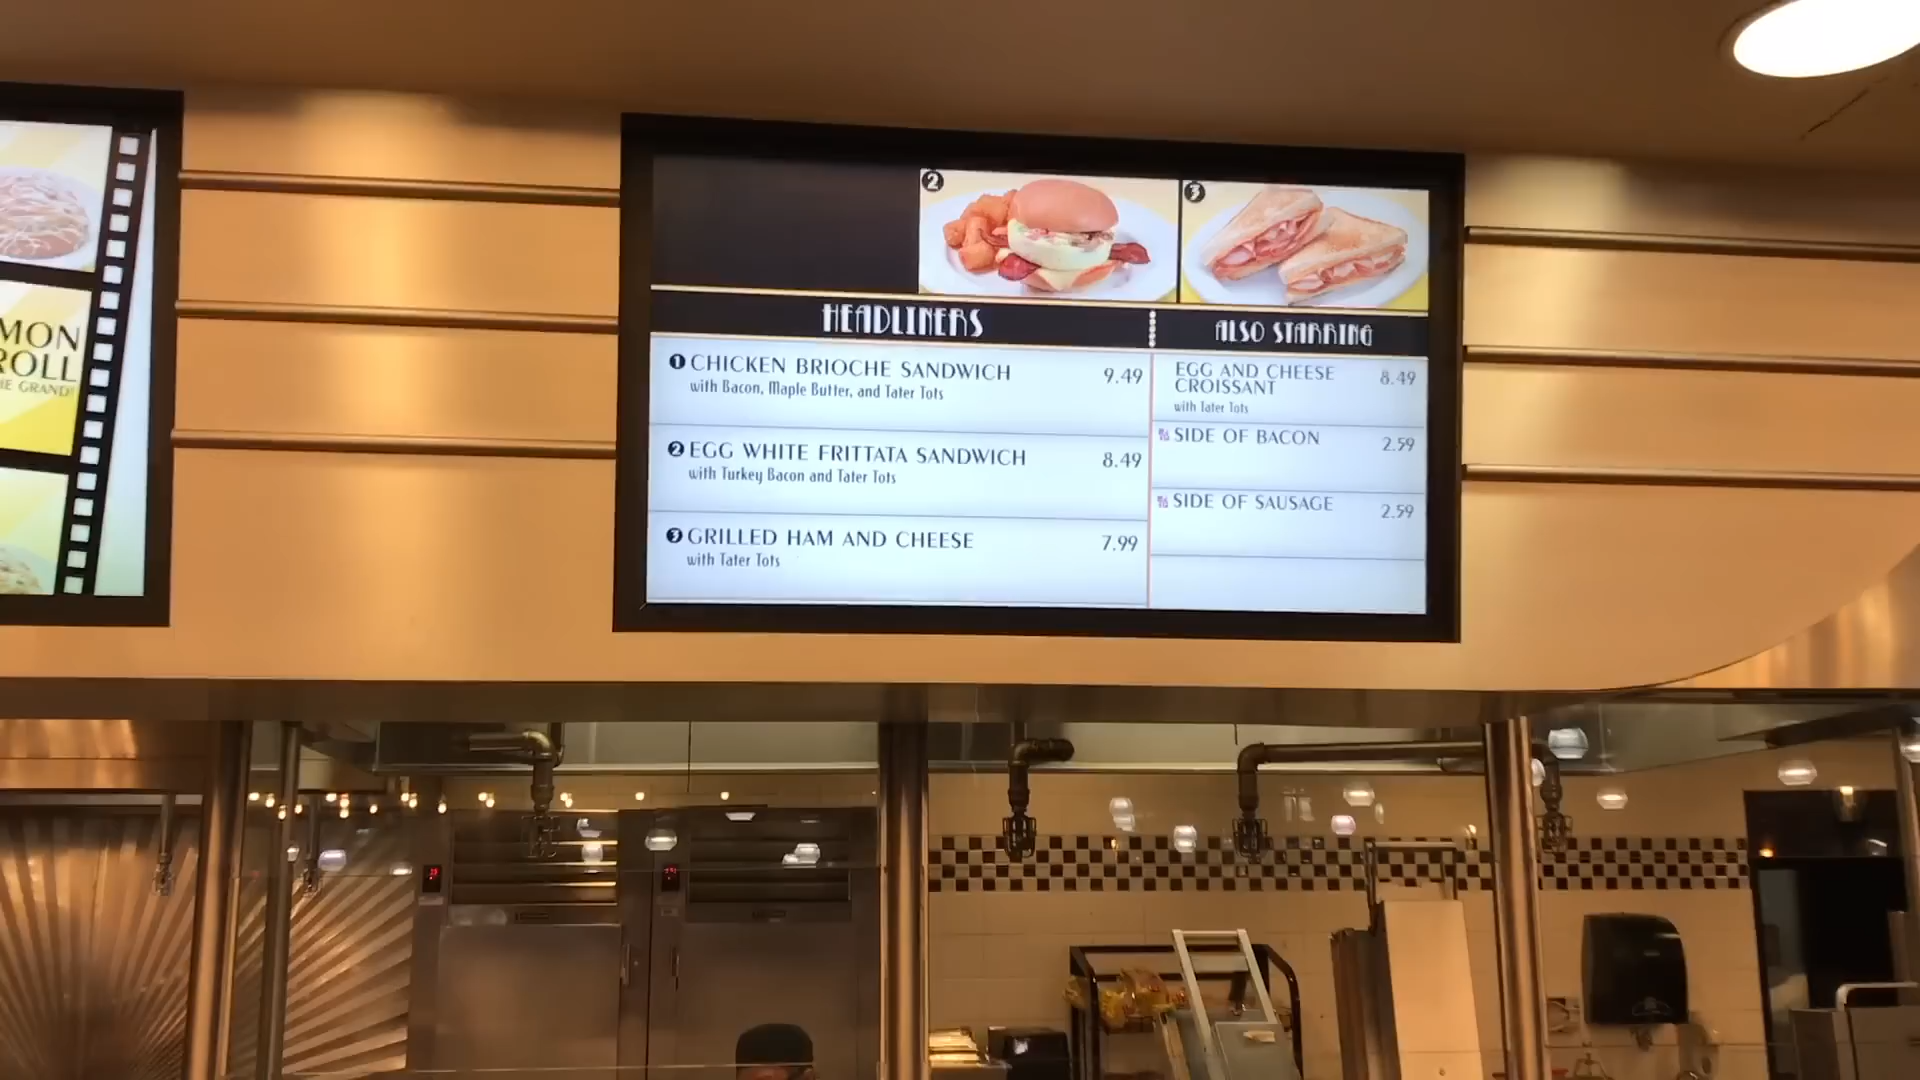 MON
ROLL
HE GRAND!
2
3
HEADLINERS
1 CHICKEN BRIOCHE SANDWICH 9.49
with Bacon, Maple Butter, and Tater Tots
2 EGG WHITE FRITTATA SANDWICH 8.49
with Turkey Bacon and Tater Tots
3 GRILLED HAM AND CHEESE 7.99
with Tater Tots
ALSO STARRING
EGG AND CHEESE 8.49
CROISSANT
with Tater Tots
SIDE OF BACON 2.59
SIDE OF SAUSAGE 2.59